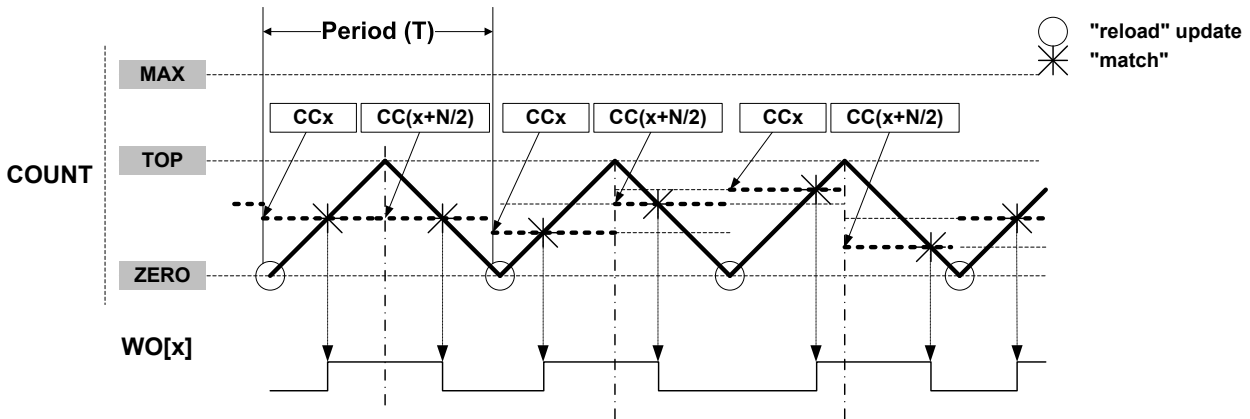 Period (T)
"reload" update
"match"
MAX
CCx
CC(x+N/2)
CCx
CC(x+N/2)
CCx
CC(x+N/2)
TOP
COUNT
ZERO
WO[x]